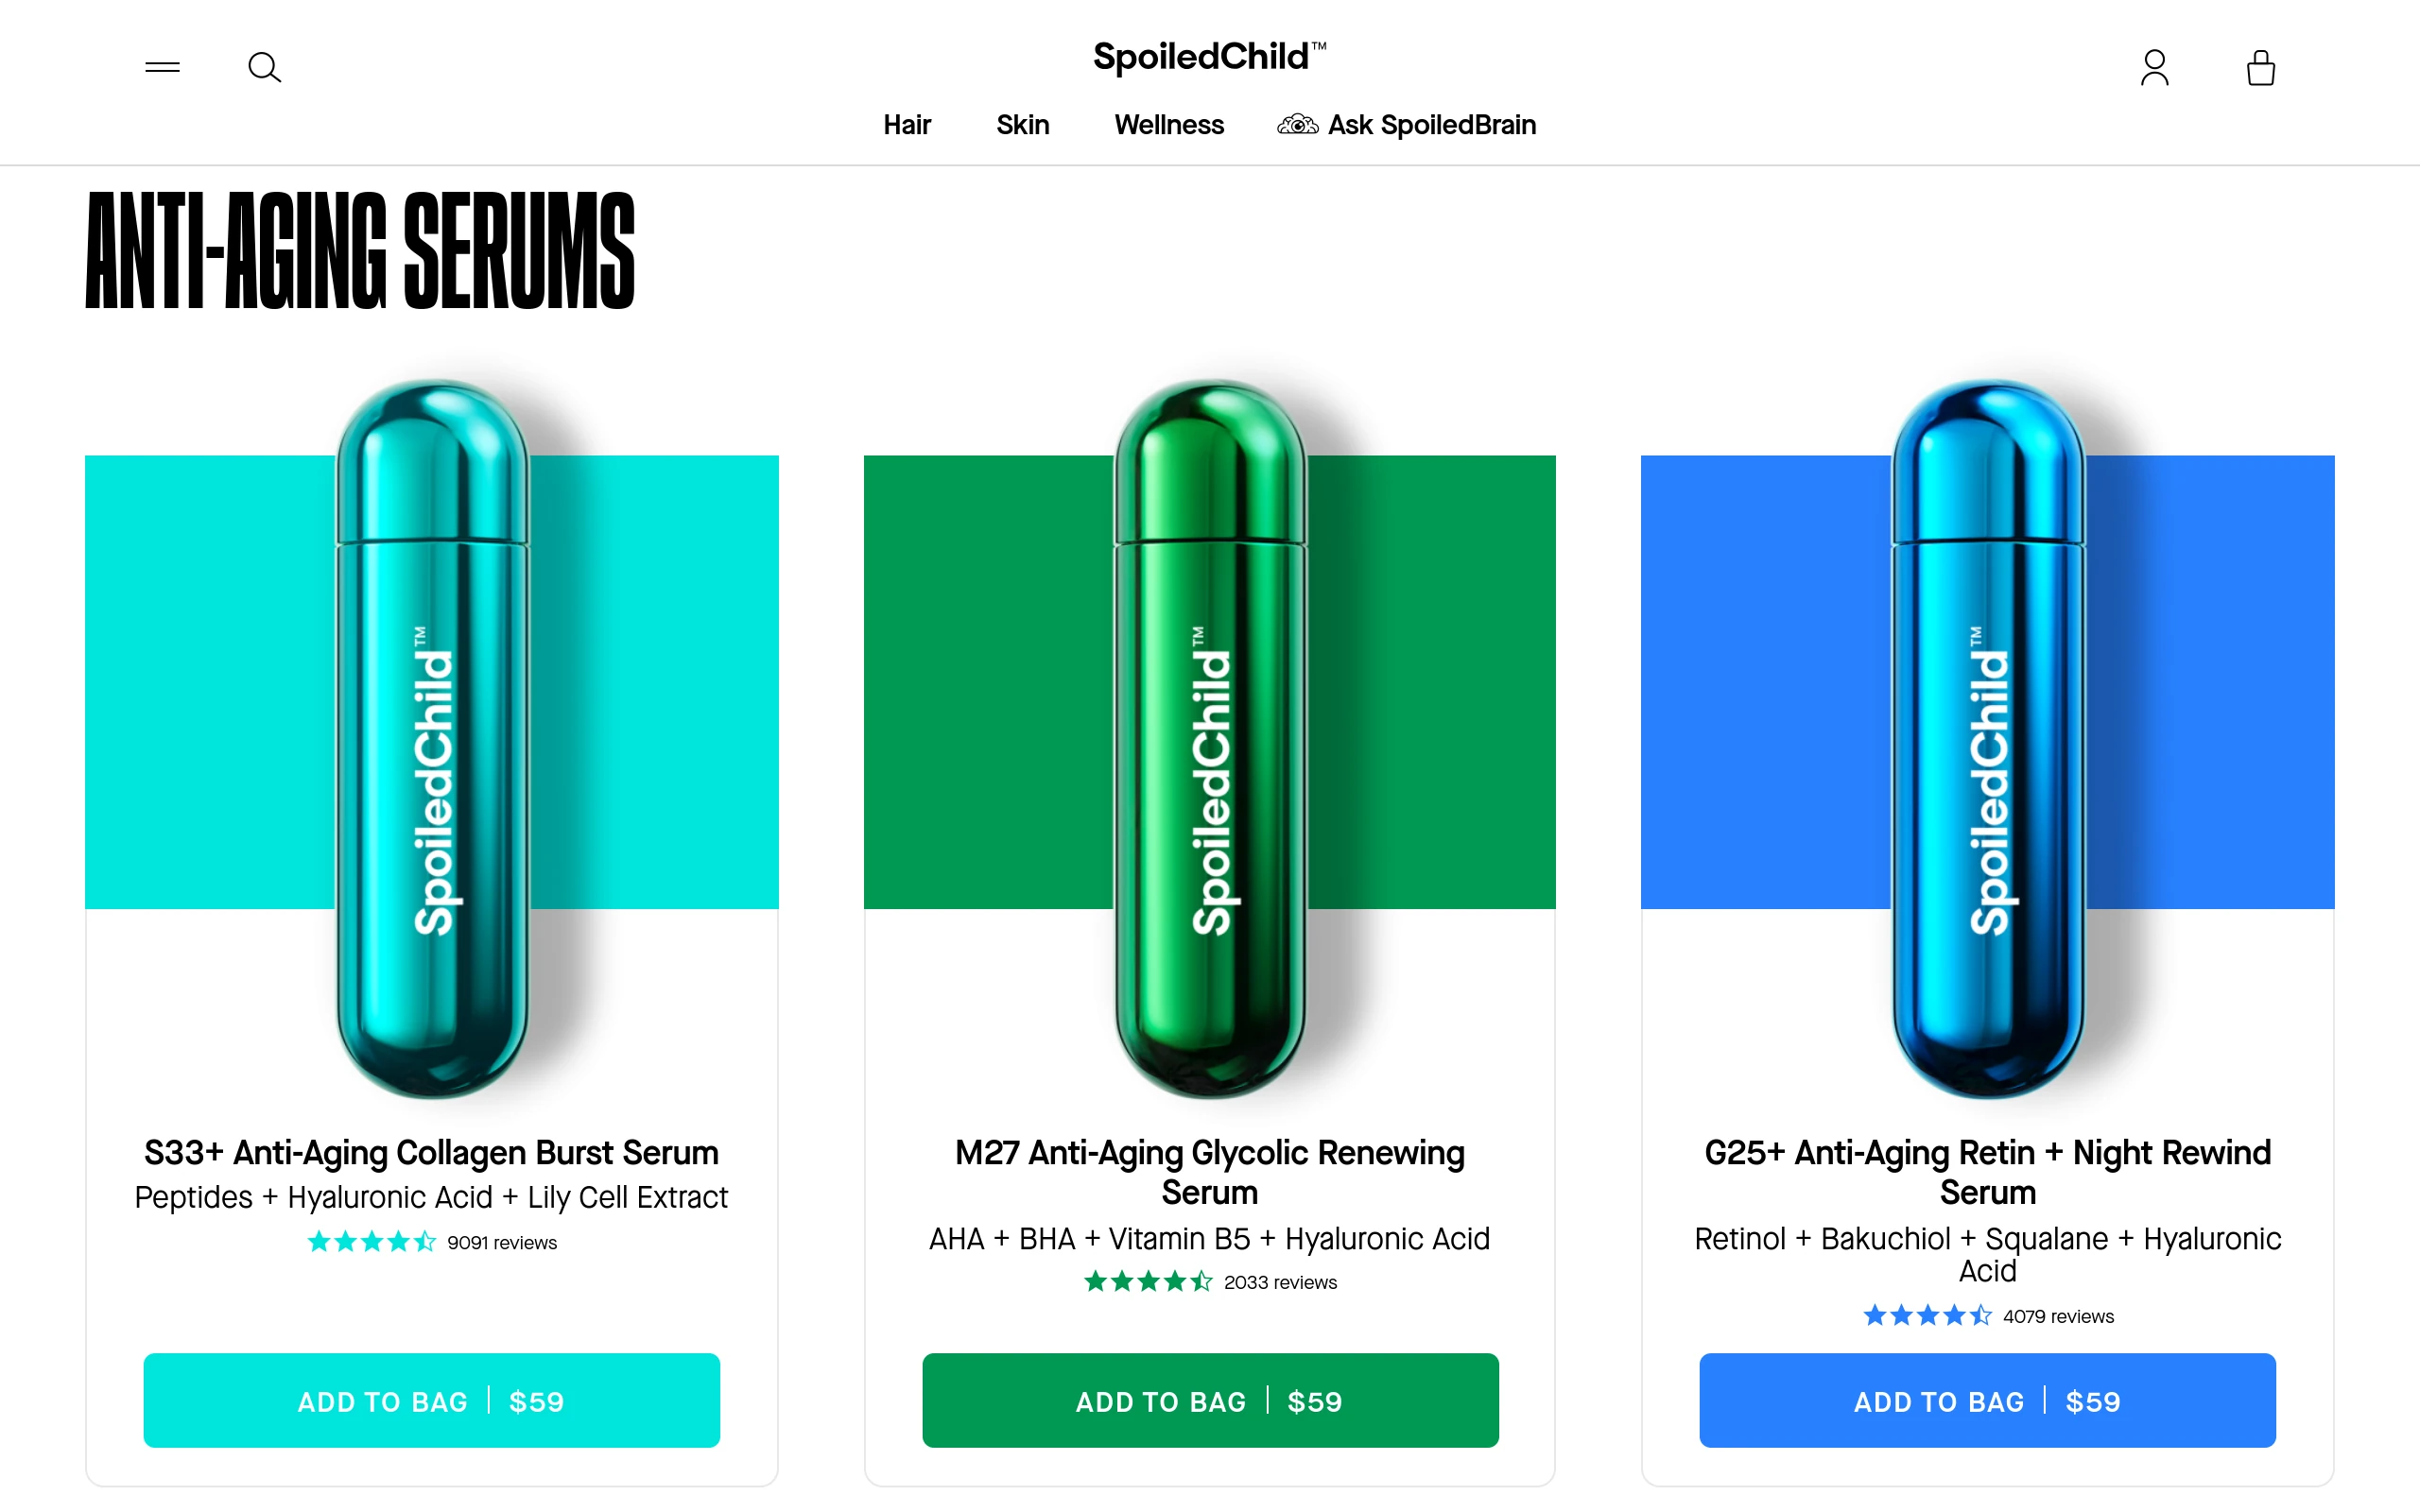 SpoiledChild™
Hair Skin Wellness Ask SpoiledBrain
ANTI-AGING SERUMS
SpoiledChild™
S33+ Anti-Aging Collagen Burst Serum
Peptides + Hyaluronic Acid + Lily Cell Extract
9091 reviews
ADD TO BAG | $59
SpoiledChild™
M27 Anti-Aging Glycolic Renewing
Serum
AHA + BHA + Vitamin B5 + Hyaluronic Acid
2033 reviews
ADD TO BAG | $59
SpoiledChild™
G25+ Anti-Aging Retin + Night Rewind
Serum
Retinol + Bakuchiol + Squalane + Hyaluronic
Acid
4079 reviews
ADD TO BAG | $59